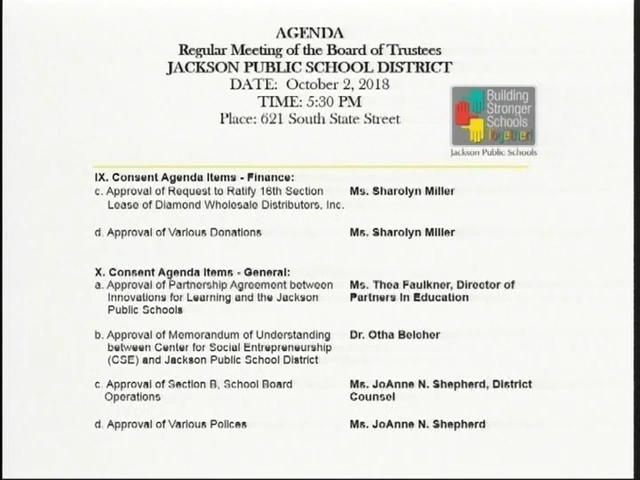 AGENDA
Regular Meeting of the Board of Trustees
JACKSON PUBLIC SCHOOL DISTRICT
DATE: October 2, 2018
TIME: 5:30 PM
Place: 621 South State Street
Building
Stronger
Schools
Together
Jackson Public Schools
IX. Consent Agenda Items - Finance:
c. Approval of Request to Ratify 16th Section Ms. Sharolyn Miller
Lease of Diamond Wholesale Distributors, Inc.
d. Approval of Various Donations Ms. Sharolyn Miller
X. Consent Agenda Items - General:
a. Approval of Partnership Agreement between Ms. Thea Faulkner, Director of
Innovations for Learning and the Jackson Partners In Education
Public Schools
b. Approval of Memorandum of Understanding Dr. Otha Belcher
between Center for Social Entrepreneurship
(CSE) and Jackson Public School District
c. Approval of Section B, School Board Ms. JoAnne N. Shepherd, District
Operations Counsel
d. Approval of Various Polices Ms. JoAnne N. Shepherd